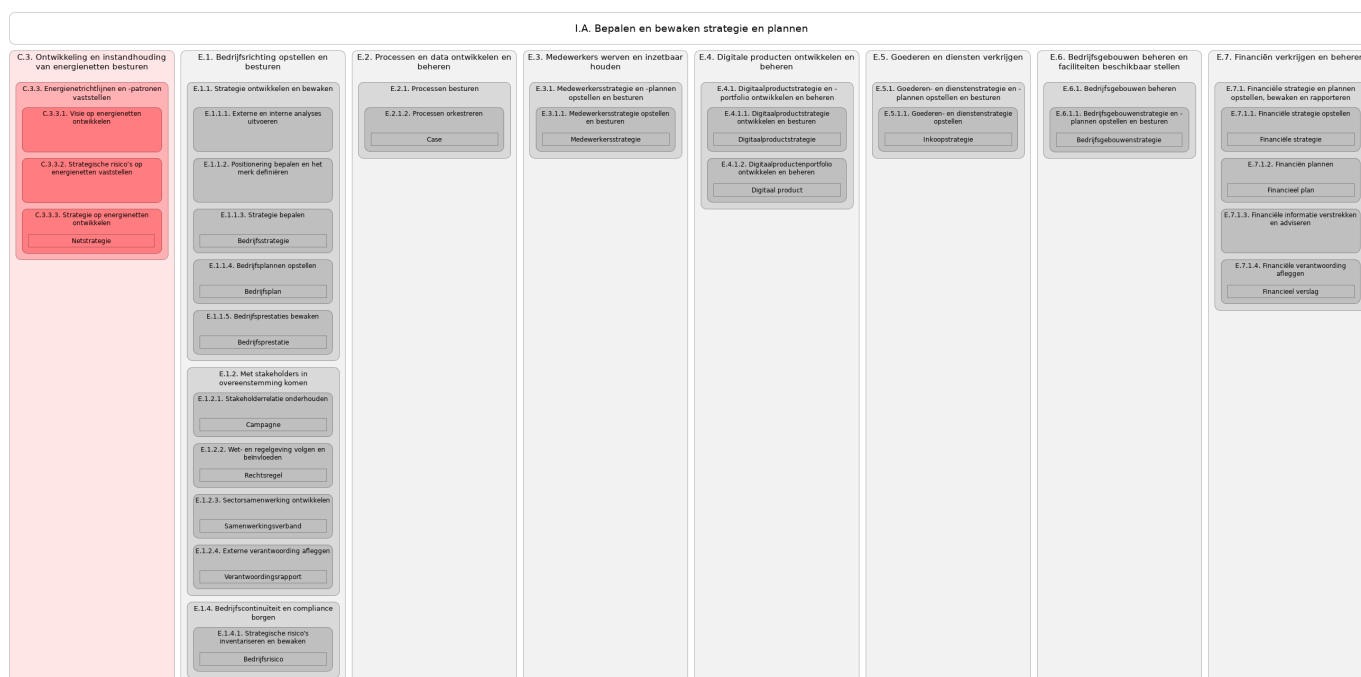 I.A. Bepalen en bewaken strategie en plannen
C.3. Ontwikkeling en instandhouding
van energienetten besturen
C.3.3. Energienetrichtlijnen en -patronen
vaststellen
C.3.3.1. Visie op energienetten
ontwikkelen
C.3.3.2. Strategische risico's op
energienetten vaststellen
C.3.3.3. Strategie op energienetten
ontwikkelen
Netstrategie
E.1. Bedrijfsrichting opstellen en
besturen
E.1.1. Strategie ontwikkelen en bewaken
E.1.1.1. Externe en interne analyses
uitvoeren
E.1.1.2. Positionering bepalen en het
merk definiëren
E.1.1.3. Strategie bepalen
Bedrijfsstrategie
E.1.1.4. Bedrijfsplannen opstellen
Bedrijfsplan
E.1.1.5. Bedrijfsprestaties bewaken
Bedrijfsprestatie
E.1.2. Met stakeholders in
overeenstemming komen
E.1.2.1. Stakeholderrelatie onderhouden
Campagne
E.1.2.2. Wet- en regelgeving volgen en
beïnvloeden
Rechtsregel
E.1.2.3. Sectorsamenwerking ontwikkelen
Samenwerkingsverband
E.1.2.4. Externe verantwoording afleggen
Verantwoordingsrapport
E.1.4. Bedrijfscontinuïteit en compliance
borgen
E.1.4.1. Strategische risico's
inventariseren en bewaken
Bedrijfsrisico
E.2. Processen en data ontwikkelen en
beheren
E.2.1. Processen besturen
E.2.1.2. Processen orkestreren
Case
E.3. Medewerkers werven en inzetbaar
houden
E.3.1. Medewerkersstrategie en -plannen
opstellen en besturen
E.3.1.1. Medewerkersstrategie opstellen
en besturen
Medewerkersstrategie
E.4. Digitale producten ontwikkelen en
beheren
E.4.1. Digitaalproductstrategie en -
portfolio ontwikkelen en beheren
E.4.1.1. Digitaalproductstrategie
ontwikkelen en besturen
Digitaalproductstrategie
E.4.1.2. Digitaalproductenportfolio
ontwikkelen en beheren
Digitaal product
E.5. Goederen en diensten verkrijgen
E.5.1. Goederen- en dienstenstrategie en -
plannen opstellen en besturen
E.5.1.1. Goederen- en dienstenstrategie
opstellen
Inkoopstrategie
E.6. Bedrijfsgebouwen beheren en
faciliteiten beschikbaar stellen
E.6.1. Bedrijfsgebouwen beheren
E.6.1.1. Bedrijfsgebouwenstrategie en -
plannen opstellen en besturen
Bedrijfsgebouwenstrategie
E.7. Financiën verkrijgen en beheren
E.7.1. Financiële strategie en plannen
opstellen, bewaken en rapporteren
E.7.1.1. Financiële strategie opstellen
Financiële strategie
E.7.1.2. Financiën plannen
Financieel plan
E.7.1.3. Financiële informatie verstrekken
en adviseren
E.7.1.4. Financiële verantwoording
afleggen
Financieel verslag